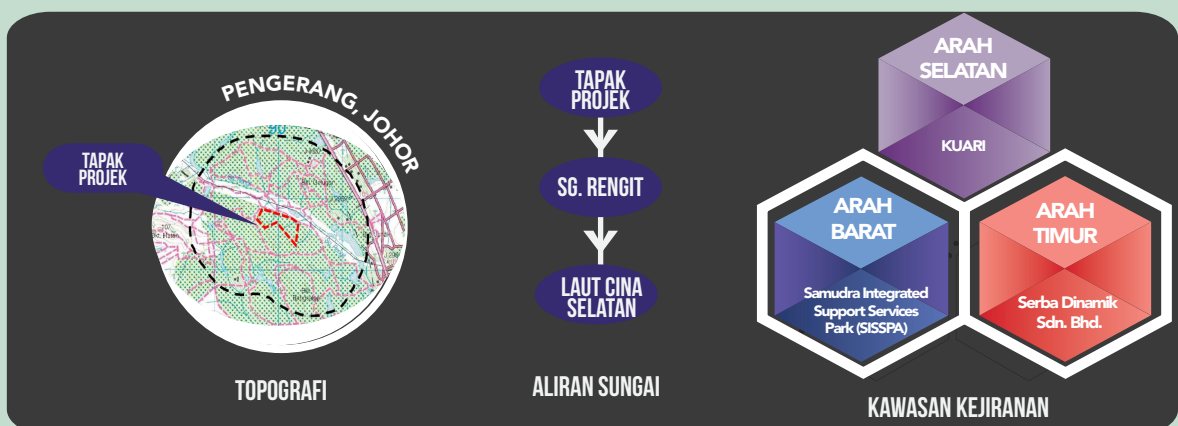 PENGERANG, JOHOR
TAPAK
PROJEK
TOPOGRAFI
TAPAK
PROJEK
SG. RENGIT
LAUT CINA
SELATAN
ALIRAN SUNGAI
ARAH
SELATAN
KUARI
ARAH
BARAT
Samudra Integrated
Support Services
Park (SISSPA)
ARAH
TIMUR
Serba Dinamik
Sdn. Bhd.
KAWASAN KEJIRANAN